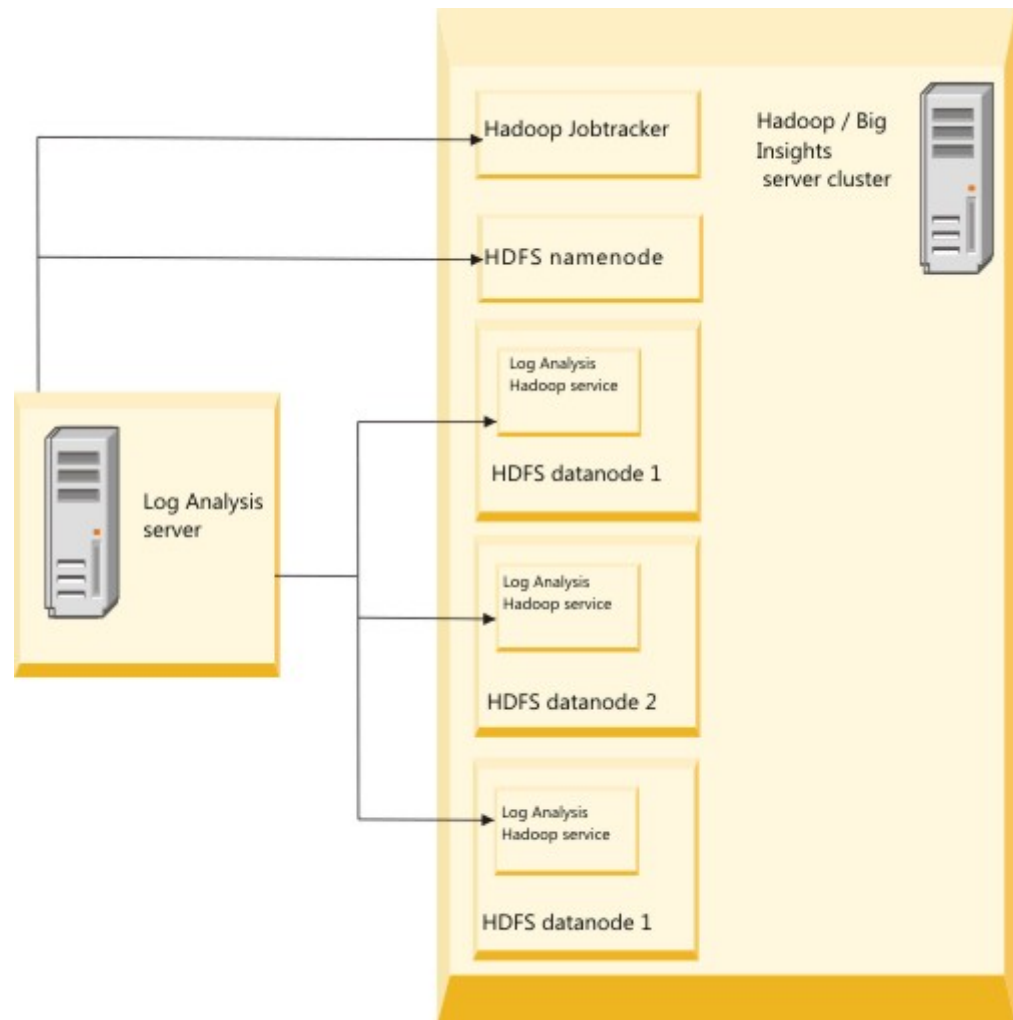 Hadoop Jobtracker
Hadoop / Big
Insights
server cluster
HDFS namenode
Log Analysis
Hadoop service
HDFS datanode 1
Log Analysis
server
Log Analysis
Hadoop service
HDFS datanode 2
Log Analysis
Hadoop service
HDFS datanode 1